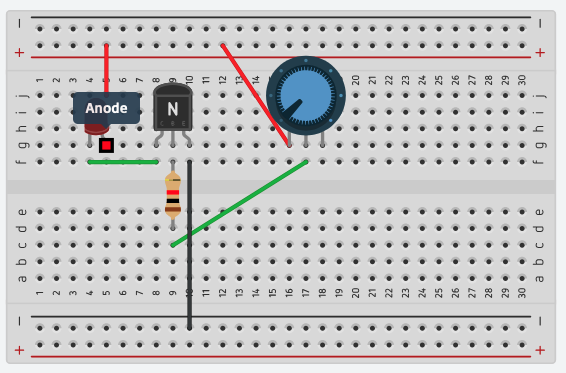 − −
+ +
1 2 3 4 5 6 7 8 9 10 11 12 13 14 15 16 17 18 19 20 21 22 23 24 25 26 27 28 29 30
j j
i Anode N i
h h
g g
f f
e e
d d
c c
b b
a a
1 2 3 4 5 6 7 8 9 10 11 12 13 14 15 16 17 18 19 20 21 22 23 24 25 26 27 28 29 30
− −
+ +